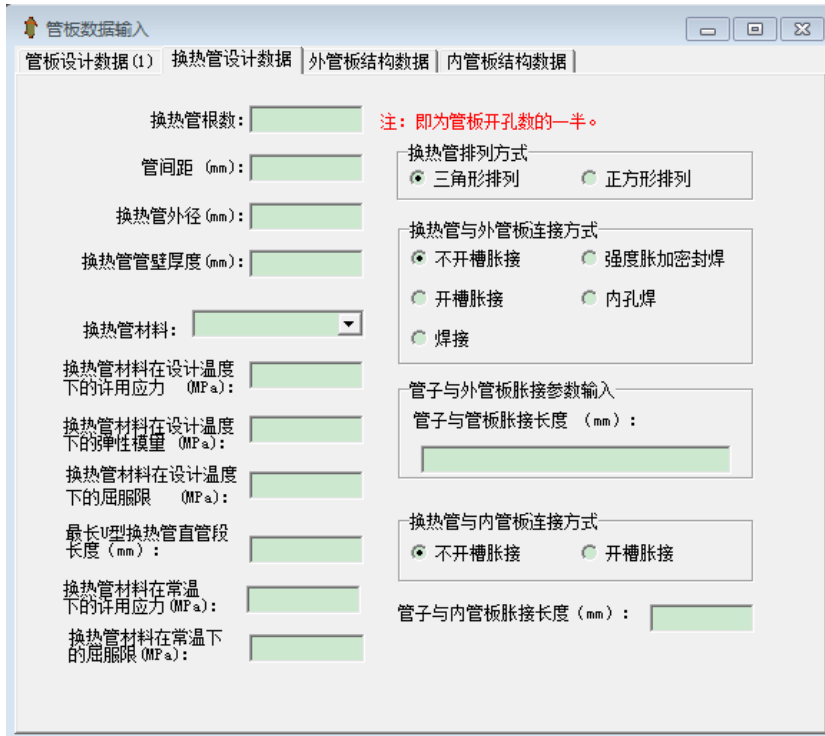 管板数据输入
管板设计数据(1)
换热管设计数据
外管板结构数据
内管板结构数据
换热管根数:
注: 即为管板开孔数的一半。
管间距 (mm):
换热管外径(mm):
换热管管壁厚度(mm):
换热管材料:
换热管材料在设计温度
下的许用应力 (MPa):
换热管材料在设计温度
下的弹性模量 (MPa):
换热管材料在设计温度
下的屈服限 (MPa):
最长U型换热管直管段
长度(mm):
换热管材料在常温
下的许用应力(MPa):
换热管材料在常温下
的屈服限(MPa):
换热管排列方式
三角形排列
正方形排列
换热管与外管板连接方式
不开槽胀接
强度胀加密封焊
开槽胀接
内孔焊
焊接
管子与外管板胀接参数输入
管子与管板胀接长度 (mm):
换热管与内管板连接方式
不开槽胀接
开槽胀接
管子与内管板胀接长度(mm):